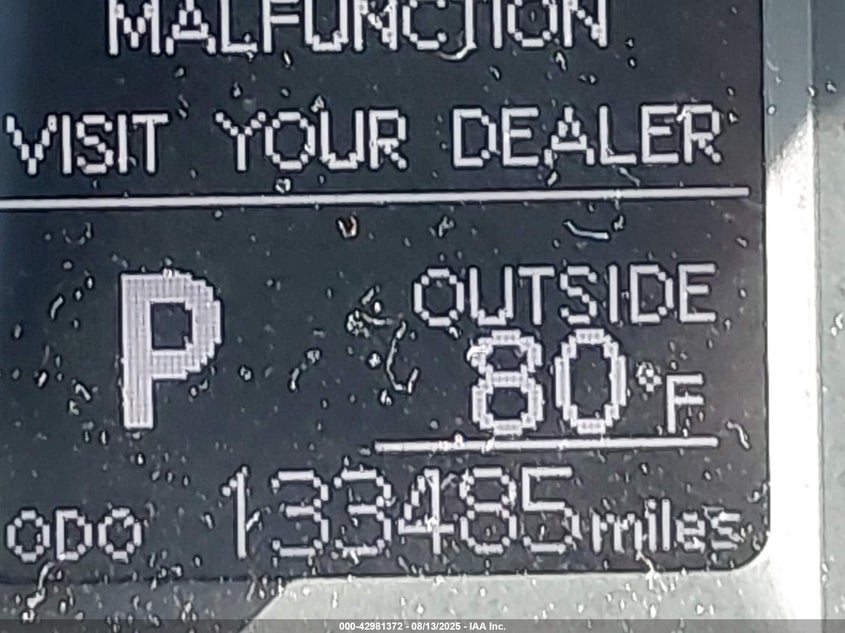 MALFUNCTION
VISIT YOUR DEALER
P
OUTSIDE
80°F
ODO 133485 miles
000-42981372 - 08/13/2025 - IAA Inc.